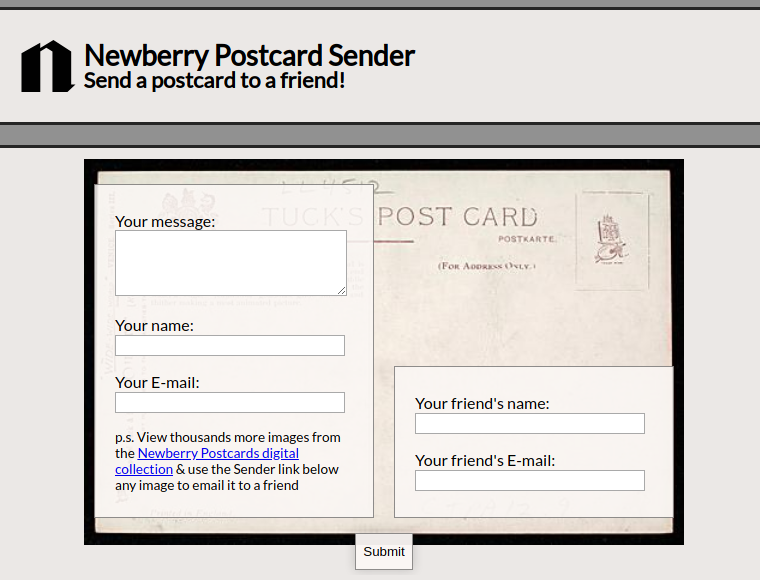 Newberry Postcard Sender
Send a postcard to a friend!
TUCK'S POST CARD
POSTKARTE.
(FOR ADDRESS ONLY.)
Your message:
Your name:
Your E-mail:
p.s. View thousands more images from
the Newberry Postcards digital
collection & use the Sender link below
any image to email it to a friend
Your friend's name:
Your friend's E-mail:
Submit